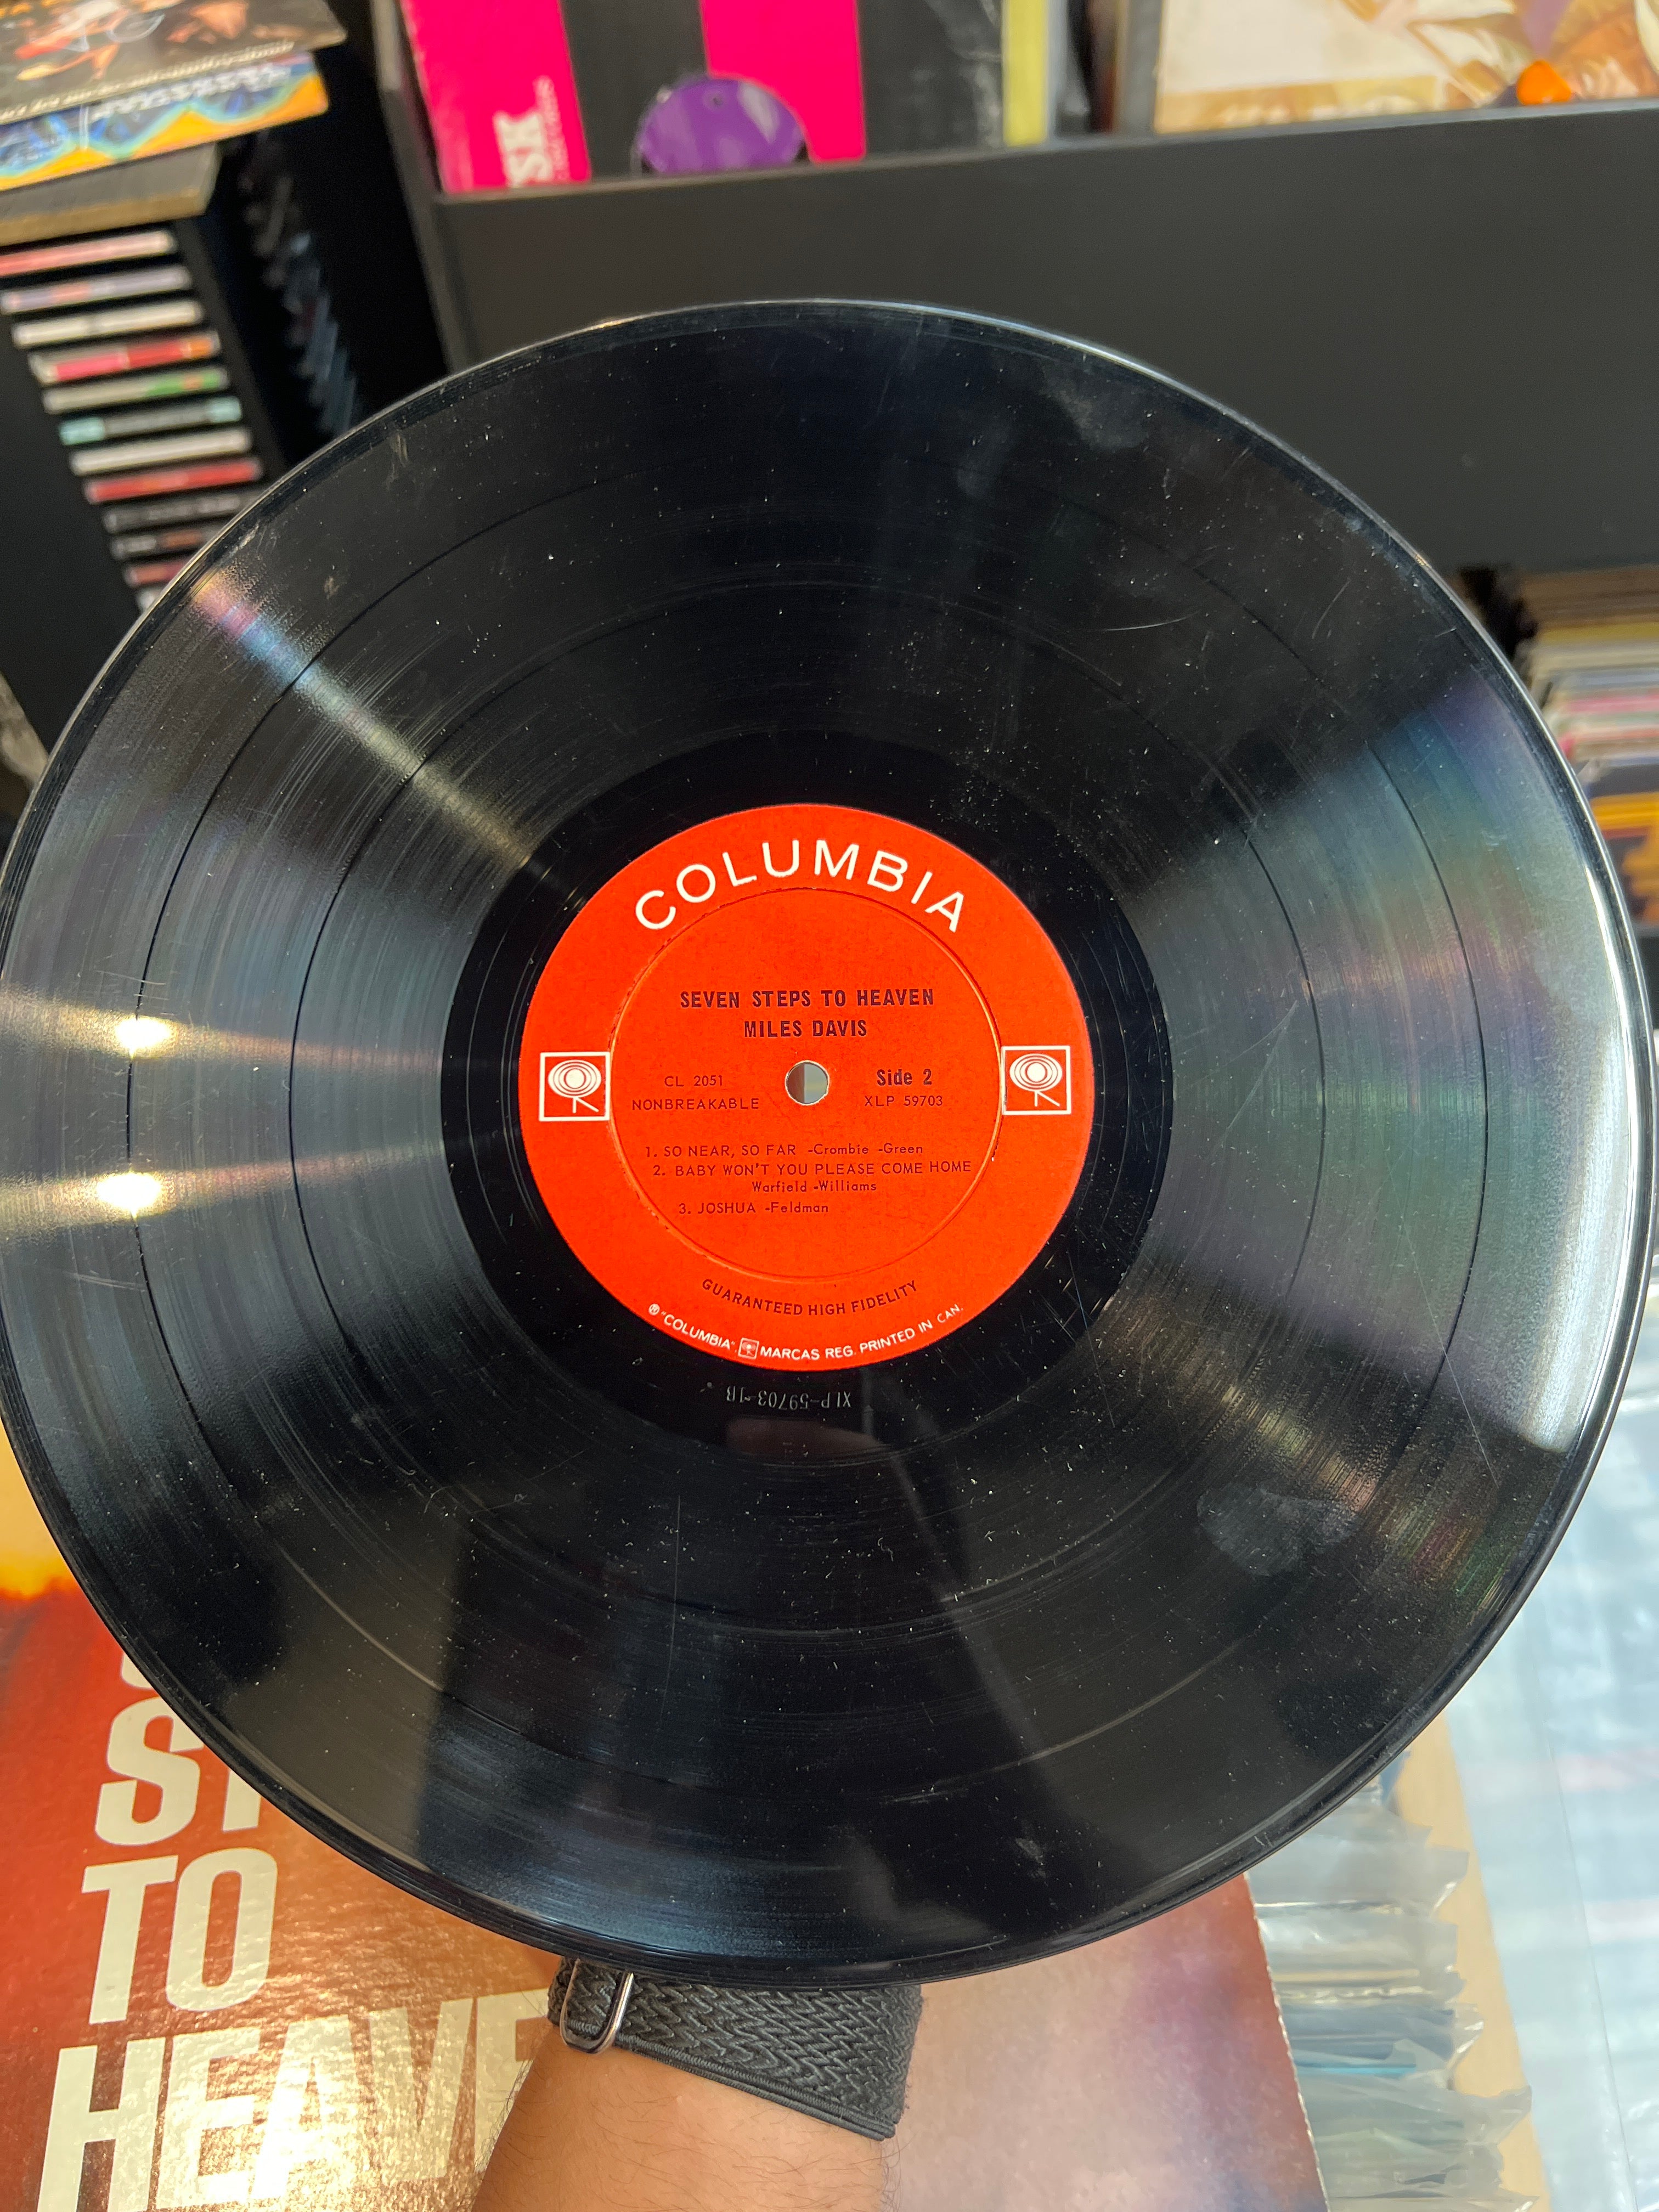 COLUMBIA
SEVEN STEPS TO HEAVEN
MILES DAVIS
CL 2051
NONBREAKABLE
Side 2
XLP 59703
1. SO NEAR, SO FAR -Crombie -Green
2. BABY WON'T YOU PLEASE COME HOME
Warfield -Williams
3. JOSHUA -Feldman
GUARANTEED HIGH FIDELITY
® "COLUMBIA", MARCAS REG. PRINTED IN CAN.
XLP-59703-1B
TO
HEAVE